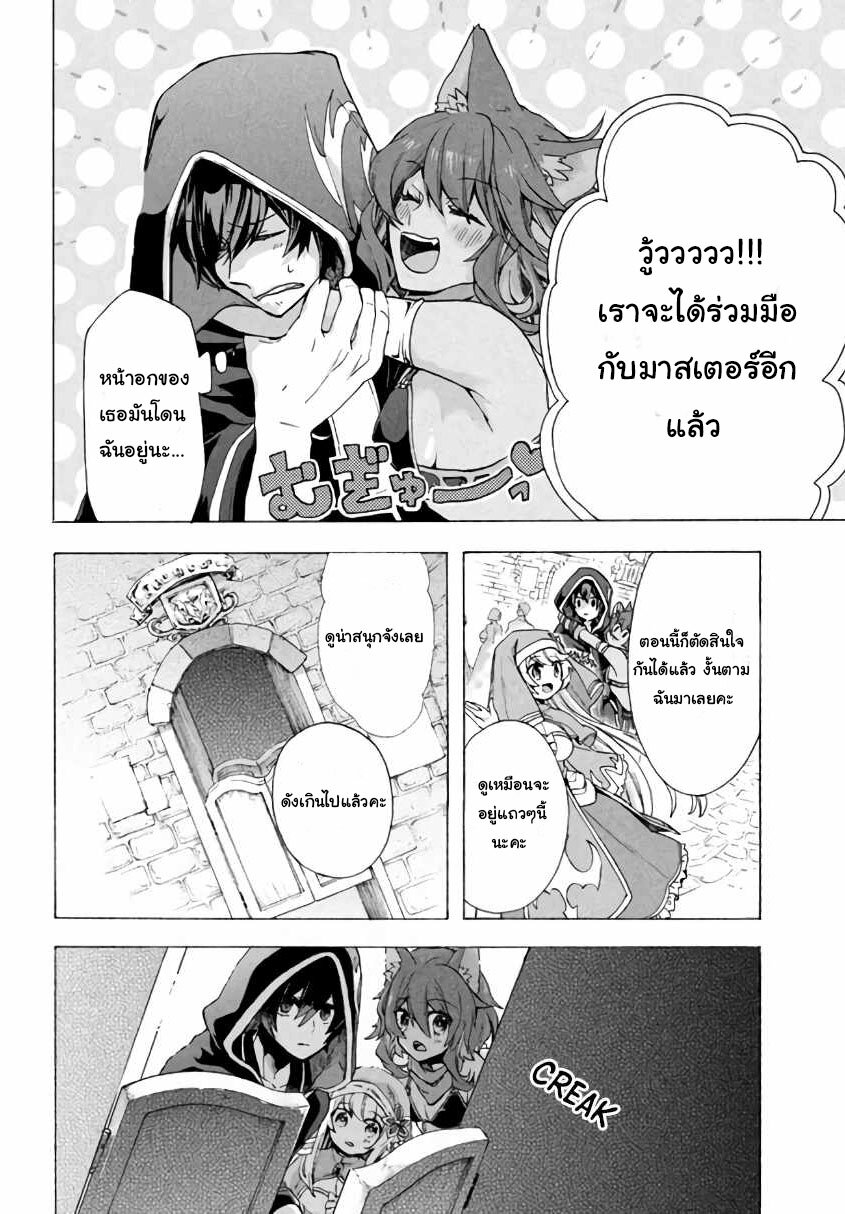 วู้ววววว!!!
เราจะได้ร่วมมือ
กับมาสเตอร์อีก
แล้ว
หน้าอกของ
เธอมันโดน
ฉันอยู่นะ...
むぎゅーっ♥
ตอนนี้ก็ตัดสินใจ
กันได้แล้ว งั้นตาม
ฉันมาเลยคะ
ดูเหมือนจะ
อยู่แถวๆนี้
นะคะ
ดูน่าสนุกจังเลย
ดังเกินไปแล้วคะ
CREAK